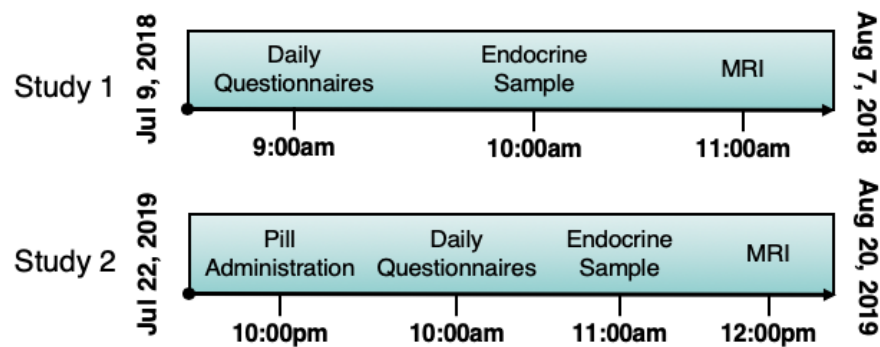 Study 1
Jul 9, 2018
Daily
Questionnaires
Endocrine
Sample
MRI
Aug 7, 2018
9:00am
10:00am
11:00am
Study 2
Jul 22, 2019
Pill
Administration
Daily
Questionnaires
Endocrine
Sample
MRI
Aug 20, 2019
10:00pm
10:00am
11:00am
12:00pm